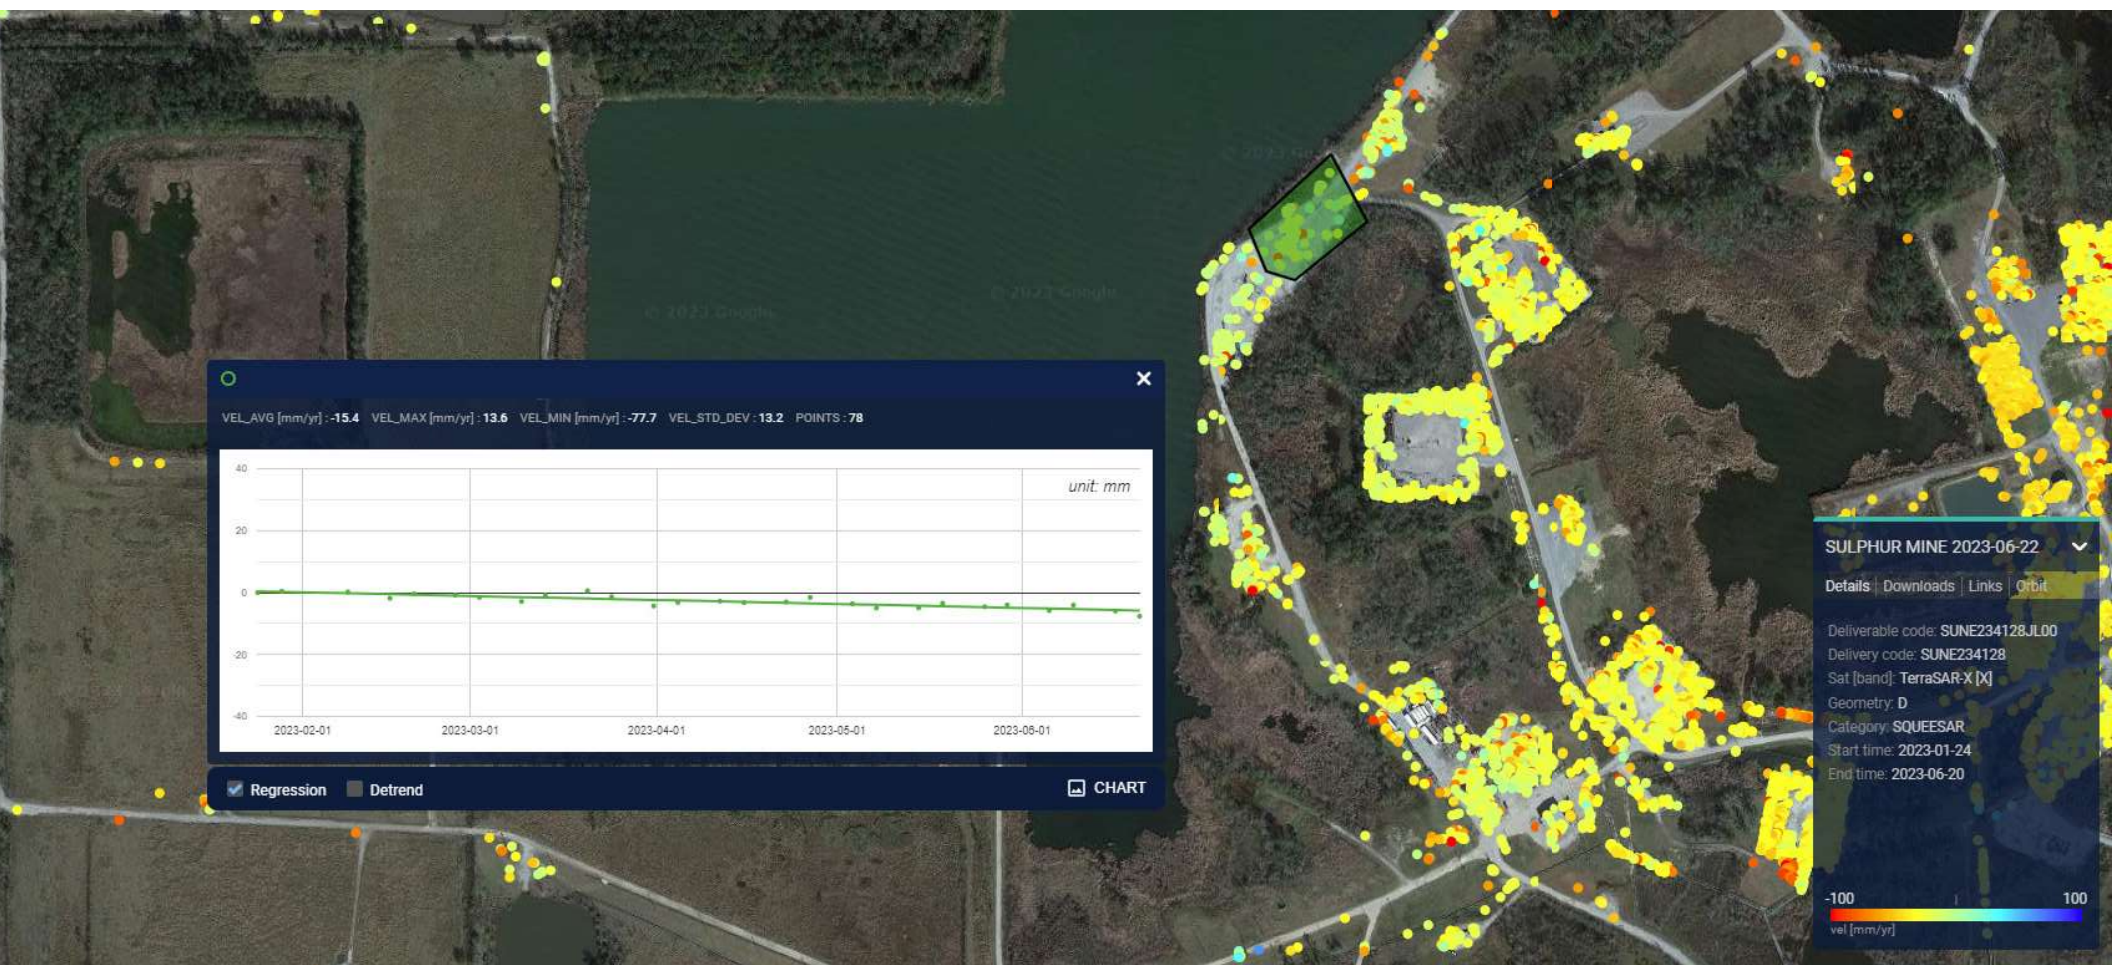 © 2023 Google
© 2023 Google
VEL_AVG [mm/yr] : -15.4 VEL_MAX [mm/yr] : 13.6 VEL_MIN [mm/yr] : -77.7 VEL_STD_DEV : 13.2 POINTS : 78
unit: mm
40
20
0
-20
-40
2023-02-01 2023-03-01 2023-04-01 2023-05-01 2023-06-01
Regression Detrend CHART
SULPHUR MINE 2023-06-22
Details | Downloads | Links | Orbit
Deliverable code: SUNE234128JL00
Delivery code: SUNE234128
Sat [band]: TerraSAR-X [X]
Geometry: D
Category: SQUEESAR
Start time: 2023-01-24
End time: 2023-06-20
-100 100
vel [mm/yr]